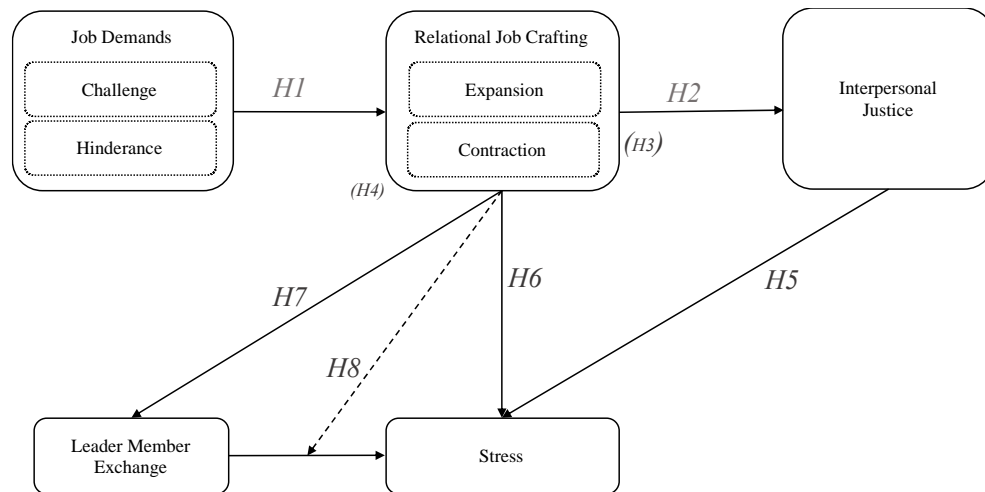 Job Demands
Challenge
Hinderance
H1
Relational Job Crafting
Expansion
Contraction
H2
(H3)
Interpersonal
Justice
(H4)
H7
H8
H6
H5
Leader Member
Exchange
Stress